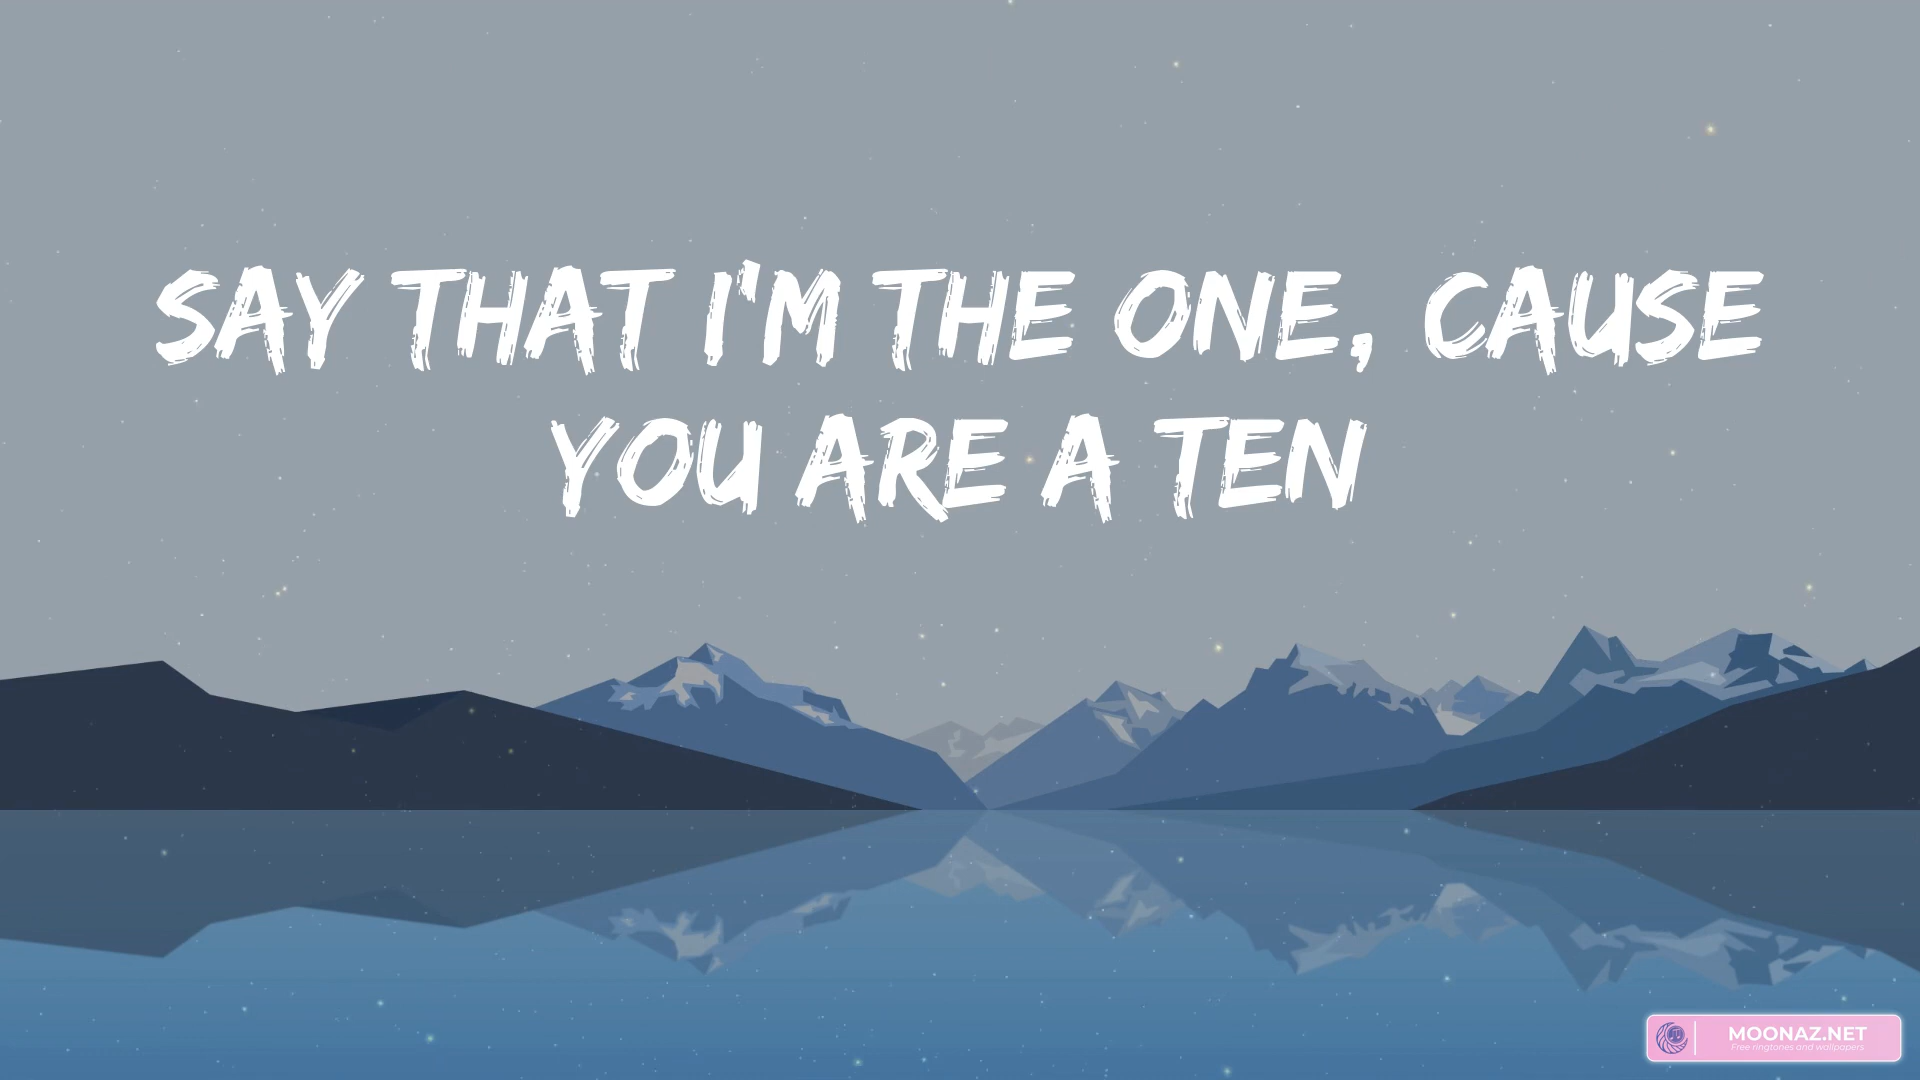 SAY THAT I'M THE ONE, CAUSE
YOU ARE A TEN
MOONAZ.NET
Free ringtones and wallpapers